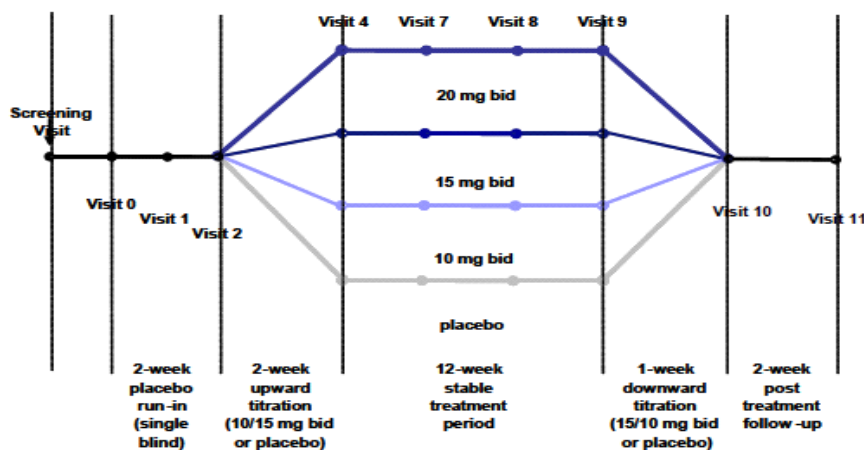 Visit 4 Visit 7 Visit 8 Visit 9
20 mg bid
Screening
Visit
15 mg bid
Visit 0
Visit 1
Visit 2
Visit 10
Visit 11
10 mg bid
placebo
2-week
placebo
run-in
(single
blind)
2-week
upward
titration
(10/15 mg bid
or placebo)
12-week
stable
treatment
period
1-week
downward
titration
(15/10 mg bid
or placebo)
2-week
post
treatment
follow -up